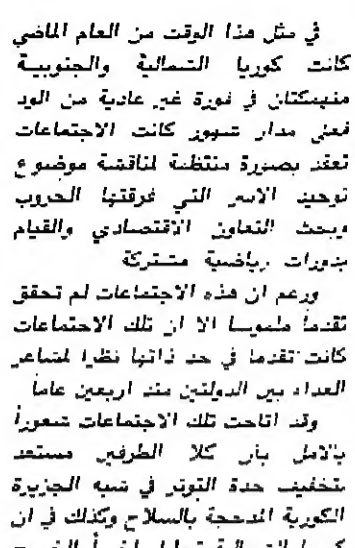 في مثل هذا الوقت من العام الماضي
كانت كوريا الشمالية والجنوبية
منهمكتان في فورة غير عادية من الود
فعلى مدار شهور كانت الاجتماعات
تعقد بصورة منتظمة لمناقشة موضوع
توحيد الاسر التي فرقتها الحروب
وبحث التعاون الاقتصادي والقيام
بدورات رياضية مشتركة
ورغم ان هذه الاجتماعات لم تحقق
تقدما ملموسا الا ان تلك الاجتماعات
كانت تقدما في حد ذاتها نظرا لمشاعر
العداء بين الدولتين منذ اربعين عاما
وقد اتاحت تلك الاجتماعات شعورا
بالامل بان كلا الطرفين مستعد
بتخفيف حدة التوتر في شبه الجزيرة
الكورية المدججة بالسلاح وكذلك في ان